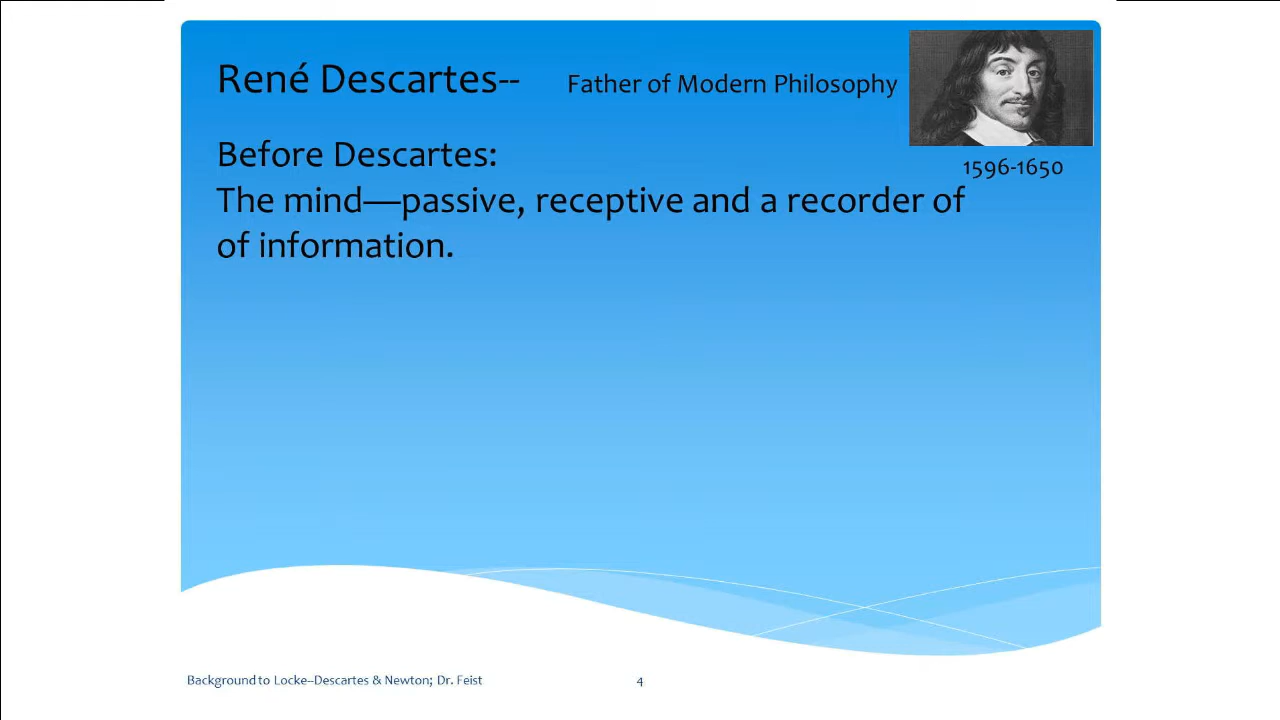 René Descartes-- Father of Modern Philosophy
1596-1650
Before Descartes:
The mind—passive, receptive and a recorder of
of information.
Background to Locke--Descartes & Newton; Dr. Feist 4